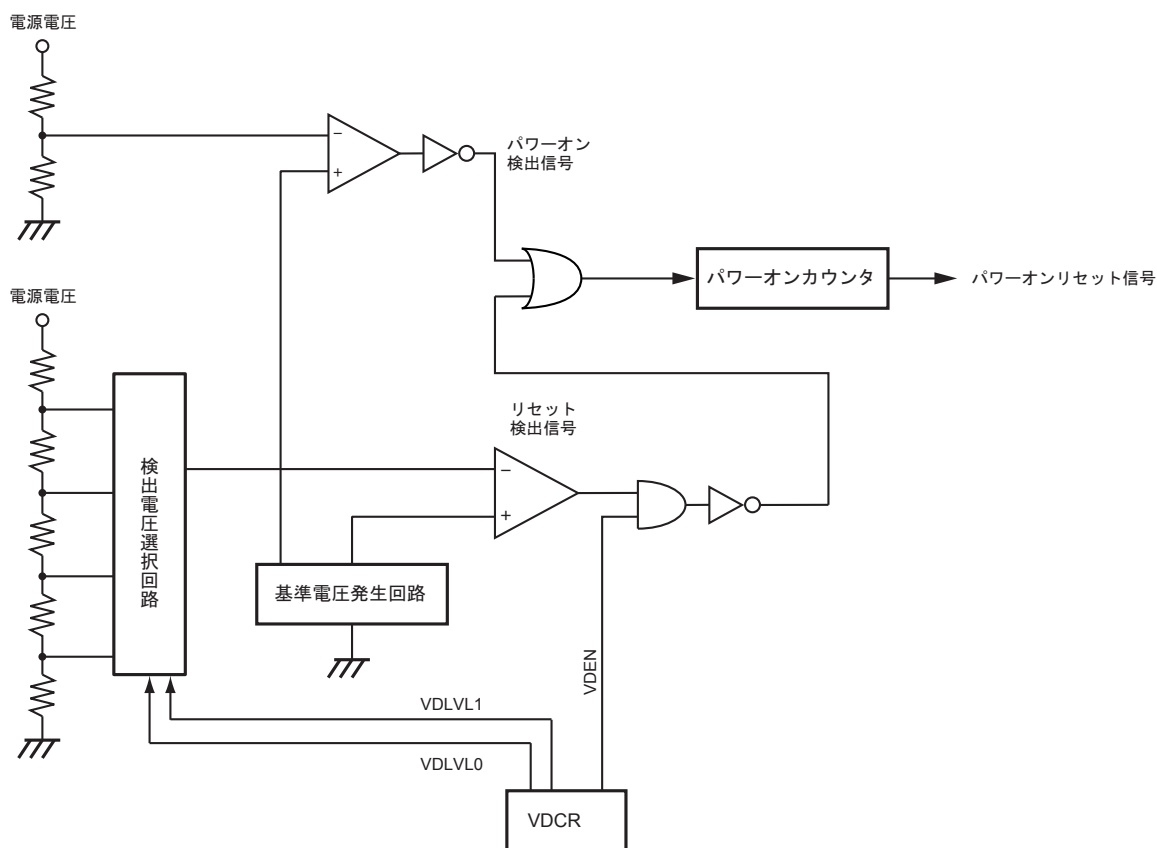 電源電圧
パワーオン
検出信号
パワーオンカウンタ
パワーオンリセット信号
電源電圧
リセット
検出信号
検出電圧選択回路
基準電圧発生回路
VDEN
VDLVL1
VDLVL0
VDCR